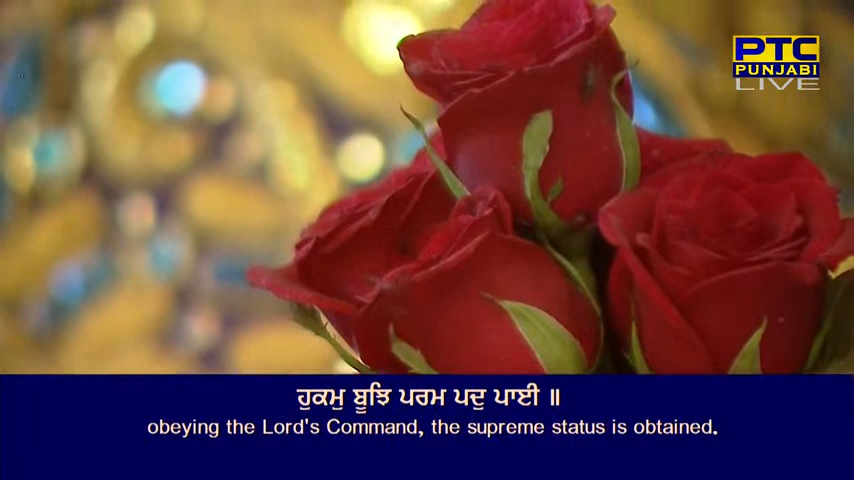 PTC
PUNJABI
LIVE
ਹੁਕਮੁ ਬੂਝਿ ਪਰਮ ਪਦੁ ਪਾਈ ॥
obeying the Lord's Command, the supreme status is obtained.